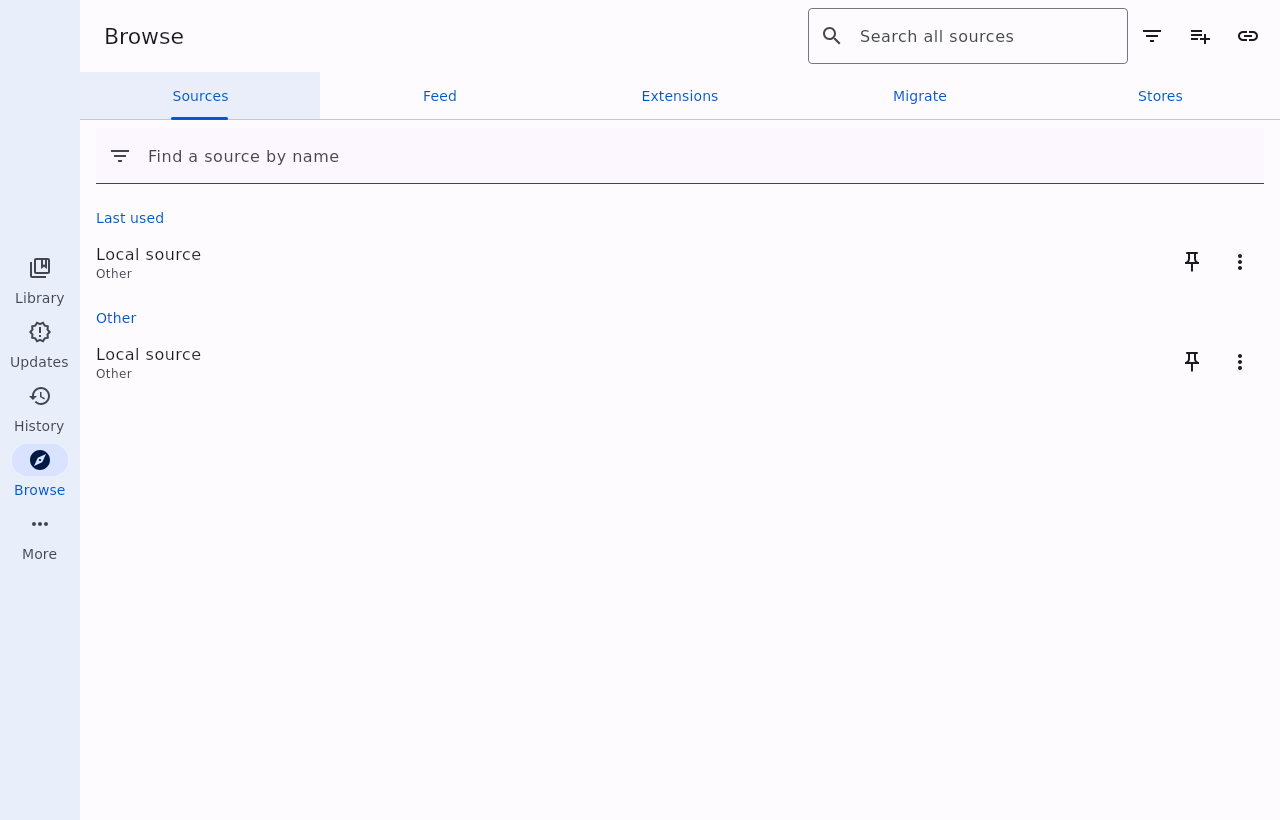 Browse
Search all sources
Sources
Feed
Extensions
Migrate
Stores
Find a source by name
Last used
Local source
Other
Other
Local source
Other
Library
Updates
History
Browse
More